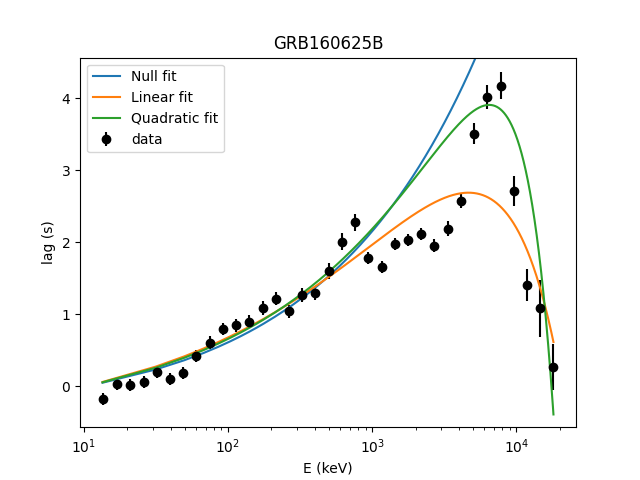 GRB160625B
Null fit
Linear fit
Quadratic fit
data
lag (s)
4
3
2
1
0
10^1
10^2
10^3
10^4
E (keV)